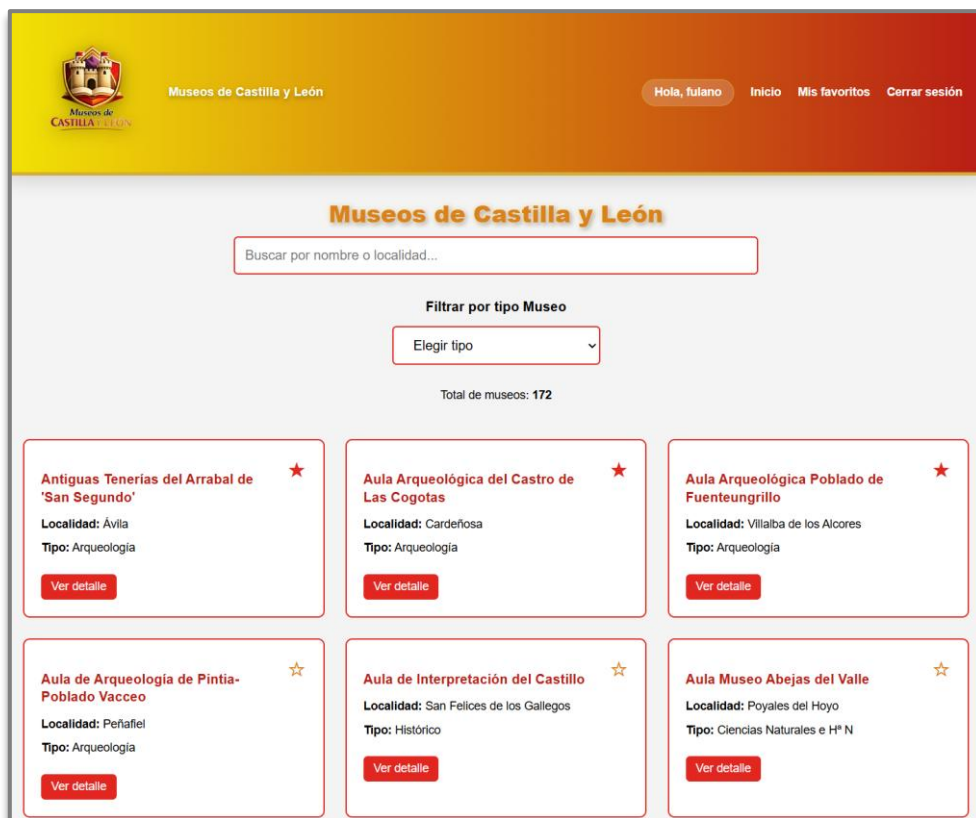 Museos de
CASTILLA Y LEÓN
Museos de Castilla y León
Hola, fulano
Inicio
Mis favoritos
Cerrar sesión
Museos de Castilla y León
Buscar por nombre o localidad...
Filtrar por tipo Museo
Elegir tipo
Total de museos: 172
Antiguas Tenerías del Arrabal de
'San Segundo'
Localidad: Ávila
Tipo: Arqueología
Ver detalle
Aula Arqueológica del Castro de
Las Cogotas
Localidad: Cardeñosa
Tipo: Arqueología
Ver detalle
Aula Arqueológica Poblado de
Fuenteungrillo
Localidad: Villalba de los Alcores
Tipo: Arqueología
Ver detalle
Aula de Arqueología de Pintia-
Poblado Vacceo
Localidad: Peñafiel
Tipo: Arqueología
Ver detalle
Aula de Interpretación del Castillo
Localidad: San Felices de los Gallegos
Tipo: Histórico
Ver detalle
Aula Museo Abejas del Valle
Localidad: Poyales del Hoyo
Tipo: Ciencias Naturales e Hª N
Ver detalle